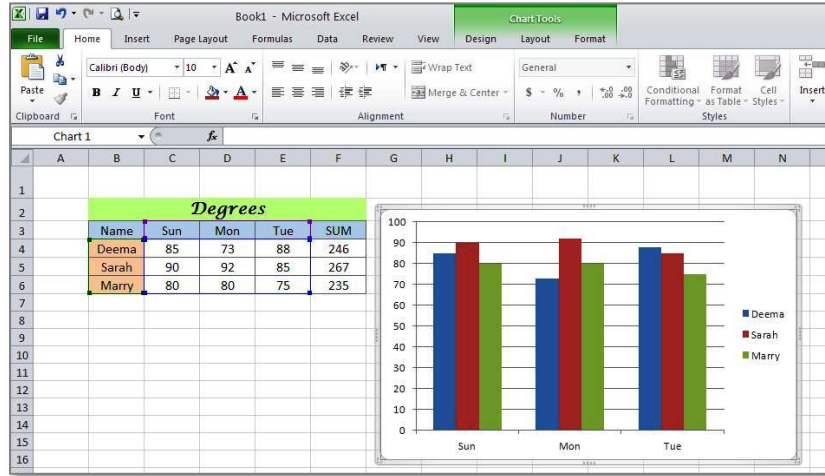 Book1 - Microsoft Excel
Chart Tools
File Home Insert Page Layout Formulas Data Review View Design Layout Format
Paste
Calibri (Body) 10 A A
B I U A
Wrap Text
Merge & Center
General
$ % ,
Conditional Formatting
Format as Table
Cell Styles
Insert
Clipboard Font Alignment Number Styles
Chart 1 fx
A B C D E F G H I J K L M N
1
2 Degrees
3 Name Sun Mon Tue SUM
4 Deema 85 73 88 246
5 Sarah 90 92 85 267
6 Marry 80 80 75 235
7
8
9
10
11
12
13
14
15
16
100
90
80
70
60
50
40
30
20
10
0
Sun Mon Tue
Deema
Sarah
Marry